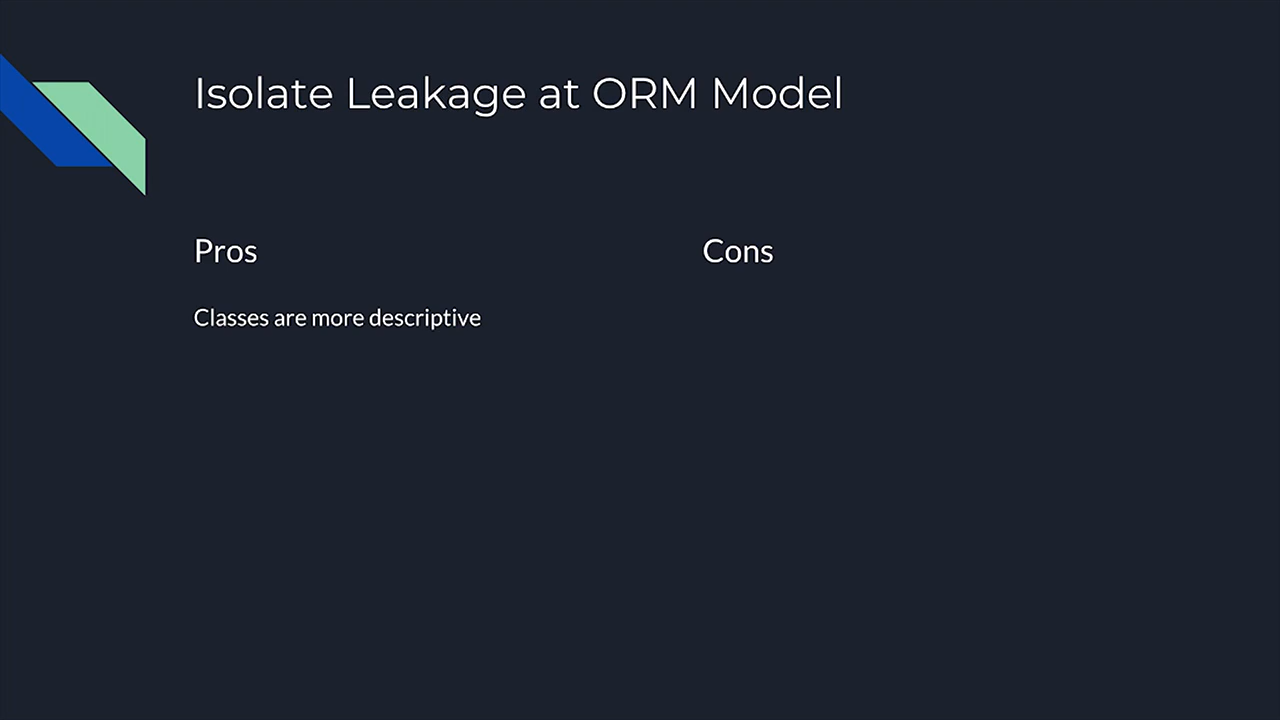 Isolate Leakage at ORM Model
Pros
Cons
Classes are more descriptive